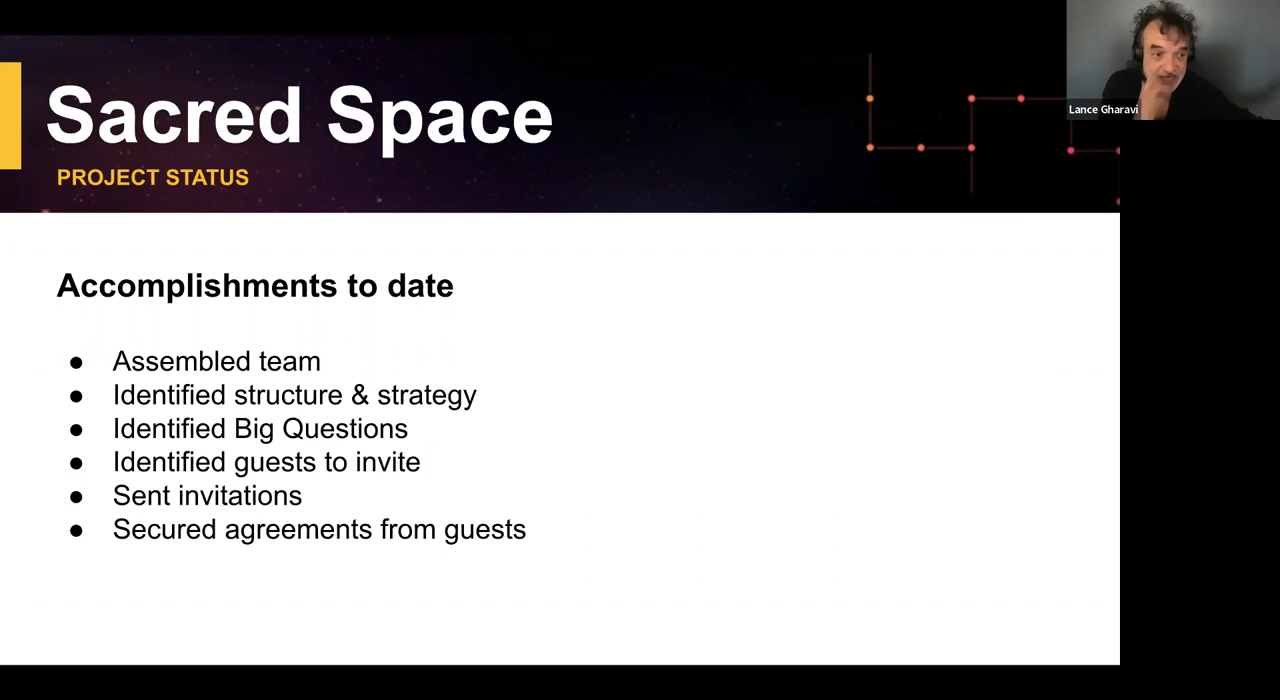 Sacred Space
PROJECT STATUS
Lance Gharavi
Accomplishments to date
● Assembled team
● Identified structure & strategy
● Identified Big Questions
● Identified guests to invite
● Sent invitations
● Secured agreements from guests